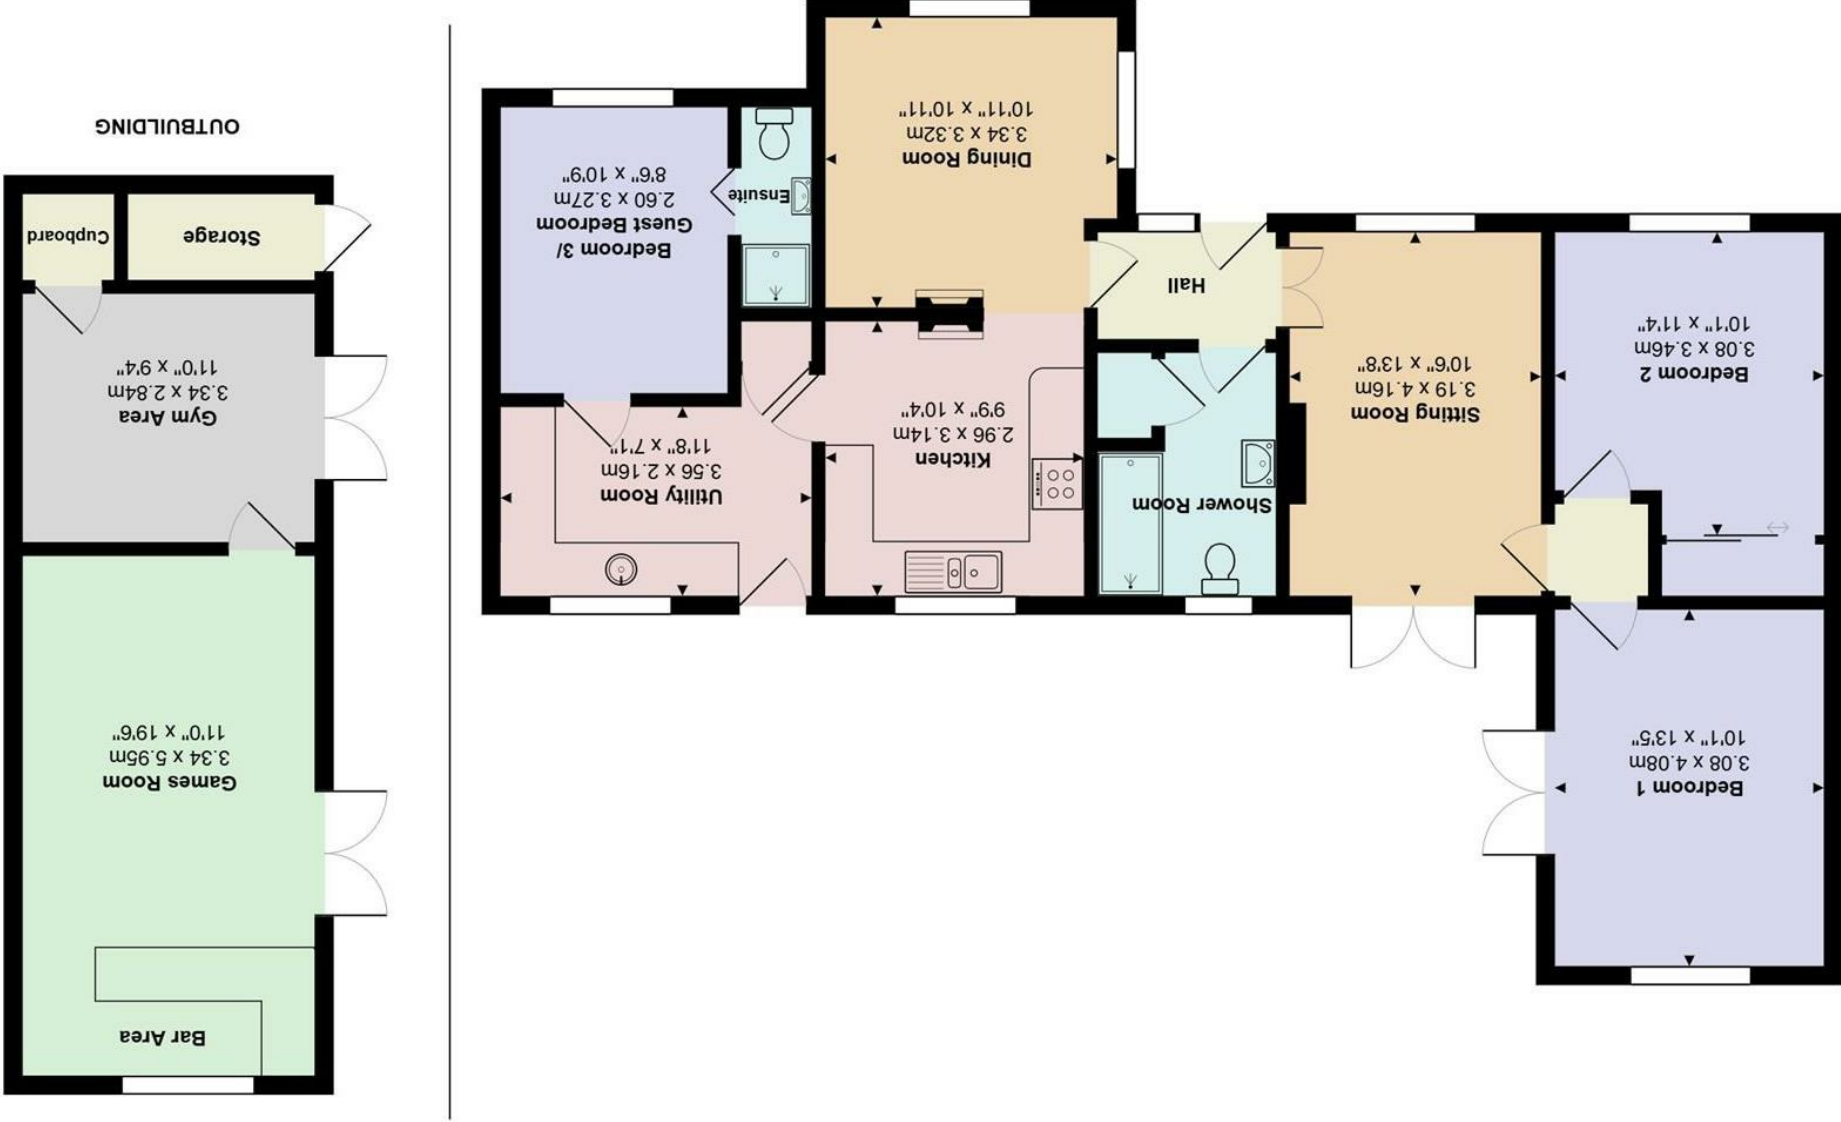 Bedroom 1
3.08 x 4.08m
10'1" x 13'5"
Bedroom 2
3.08 x 3.46m
10'1" x 11'4"
Sitting Room
3.19 x 4.16m
10'6" x 13'8"
Shower Room
Hall
Kitchen
2.96 x 3.14m
9'9" x 10'4"
Dining Room
3.34 x 3.32m
10'11" x 10'11"
Utility Room
3.56 x 2.16m
11'8" x 7'1"
Ensuite
Bedroom 3/
Guest Bedroom
2.60 x 3.27m
8'6" x 10'9"
Bar Area
Games Room
3.34 x 5.95m
11'0" x 19'6"
Gym Area
3.34 x 2.84m
11'0" x 9'4"
Storage
Cupboard
OUTBUILDING